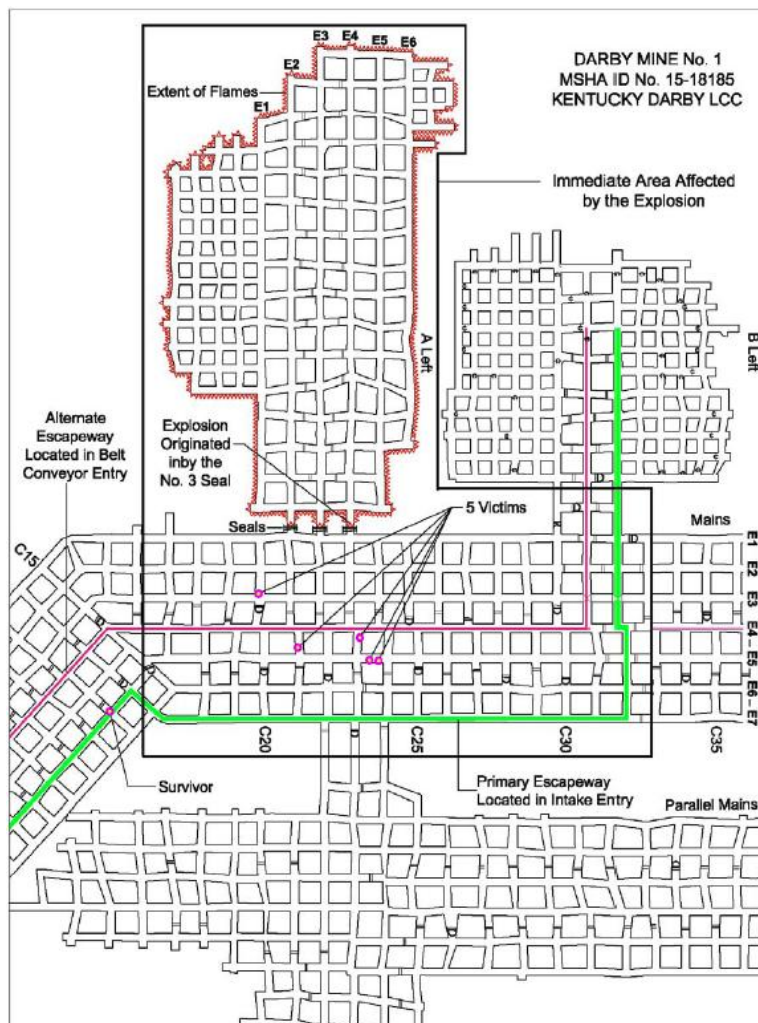 E1
E2
E3
E4
E5
E6
DARBY MINE No. 1
MSHA ID No. 15-18185
KENTUCKY DARBY LCC
Extent of Flames
Immediate Area Affected
by the Explosion
A Left
B Left
Alternate
Escapeway
Located in Belt
Conveyor Entry
Explosion
Originated
inby the
No. 3 Seal
Seals
5 Victims
Mains
C15
E1
E2
E3
E4
E5
E6
E7
C20
C25
C30
C35
Survivor
Primary Escapeway
Located in Intake Entry
Parallel Mains